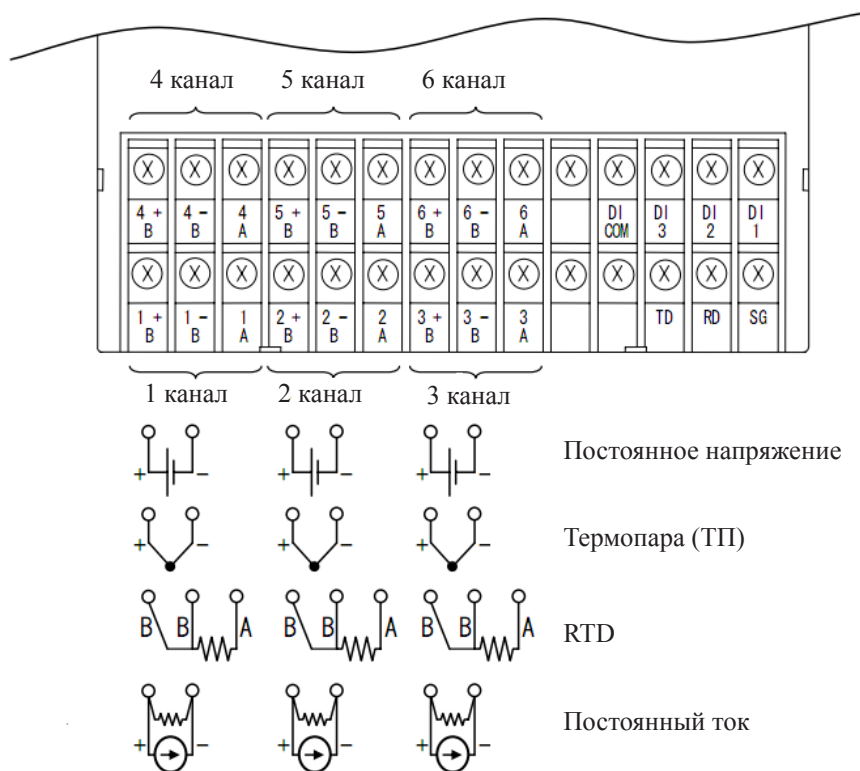 4 канал 5 канал 6 канал
4 + 4 − 4 5 + 5 − 5 6 + 6 − 6 DI DI DI DI
B B A B B A B B A COM 3 2 1
1 + 1 − 1 2 + 2 − 2 3 + 3 − 3 TD RD SG
B B A B B A B B A
1 канал 2 канал 3 канал
+ − + − + − Постоянное напряжение
+ − + − + − Термопара (ТП)
B B A B B A B B A RTD
+ − + − + − Постоянный ток